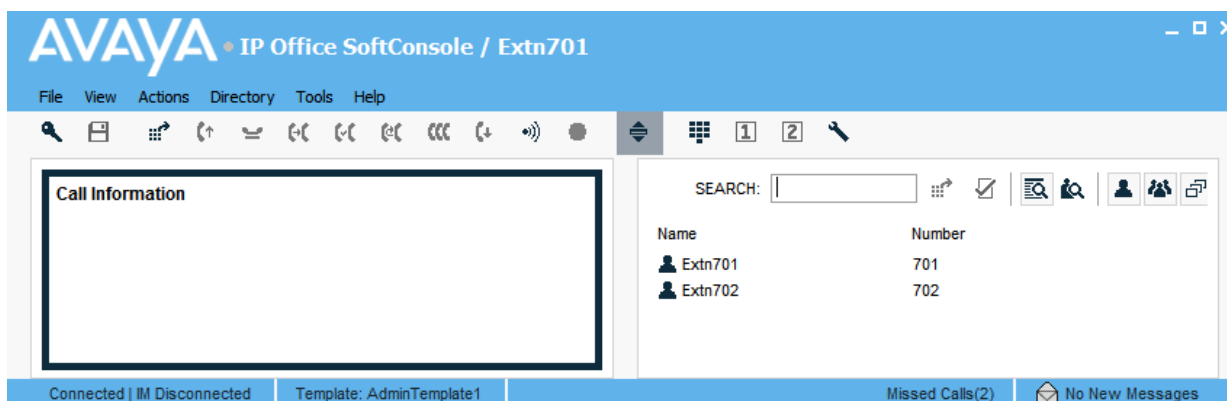 AVAYA • IP Office SoftConsole / Extn701
File View Actions Directory Tools Help
1 2
Call Information
SEARCH:
Name Number
Extn701 701
Extn702 702
Connected | IM Disconnected Template: AdminTemplate1 Missed Calls(2) No New Messages